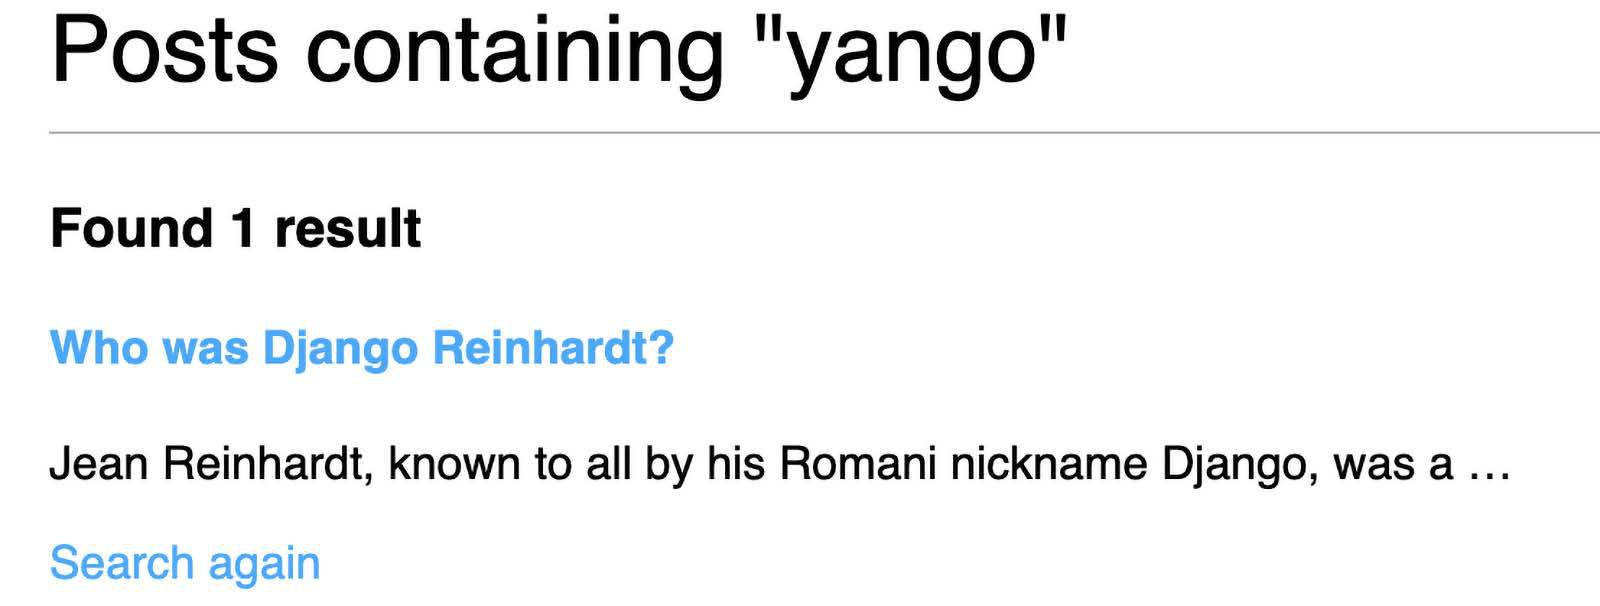 Posts containing "yango"
Found 1 result
Who was Django Reinhardt?
Jean Reinhardt, known to all by his Romani nickname Django, was a …
Search again